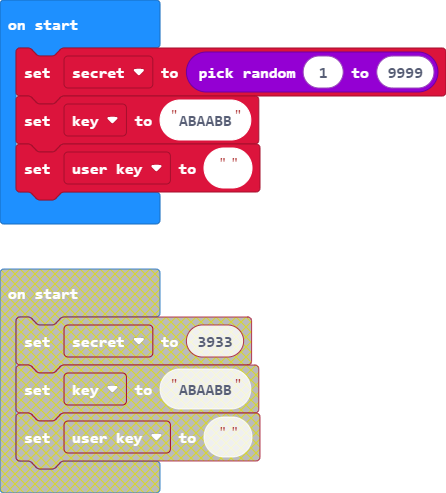 on start
set secret to pick random 1 to 9999
set key to "ABAABB"
set user key to " "
on start
set secret to 3933
set key to "ABAABB"
set user key to " "